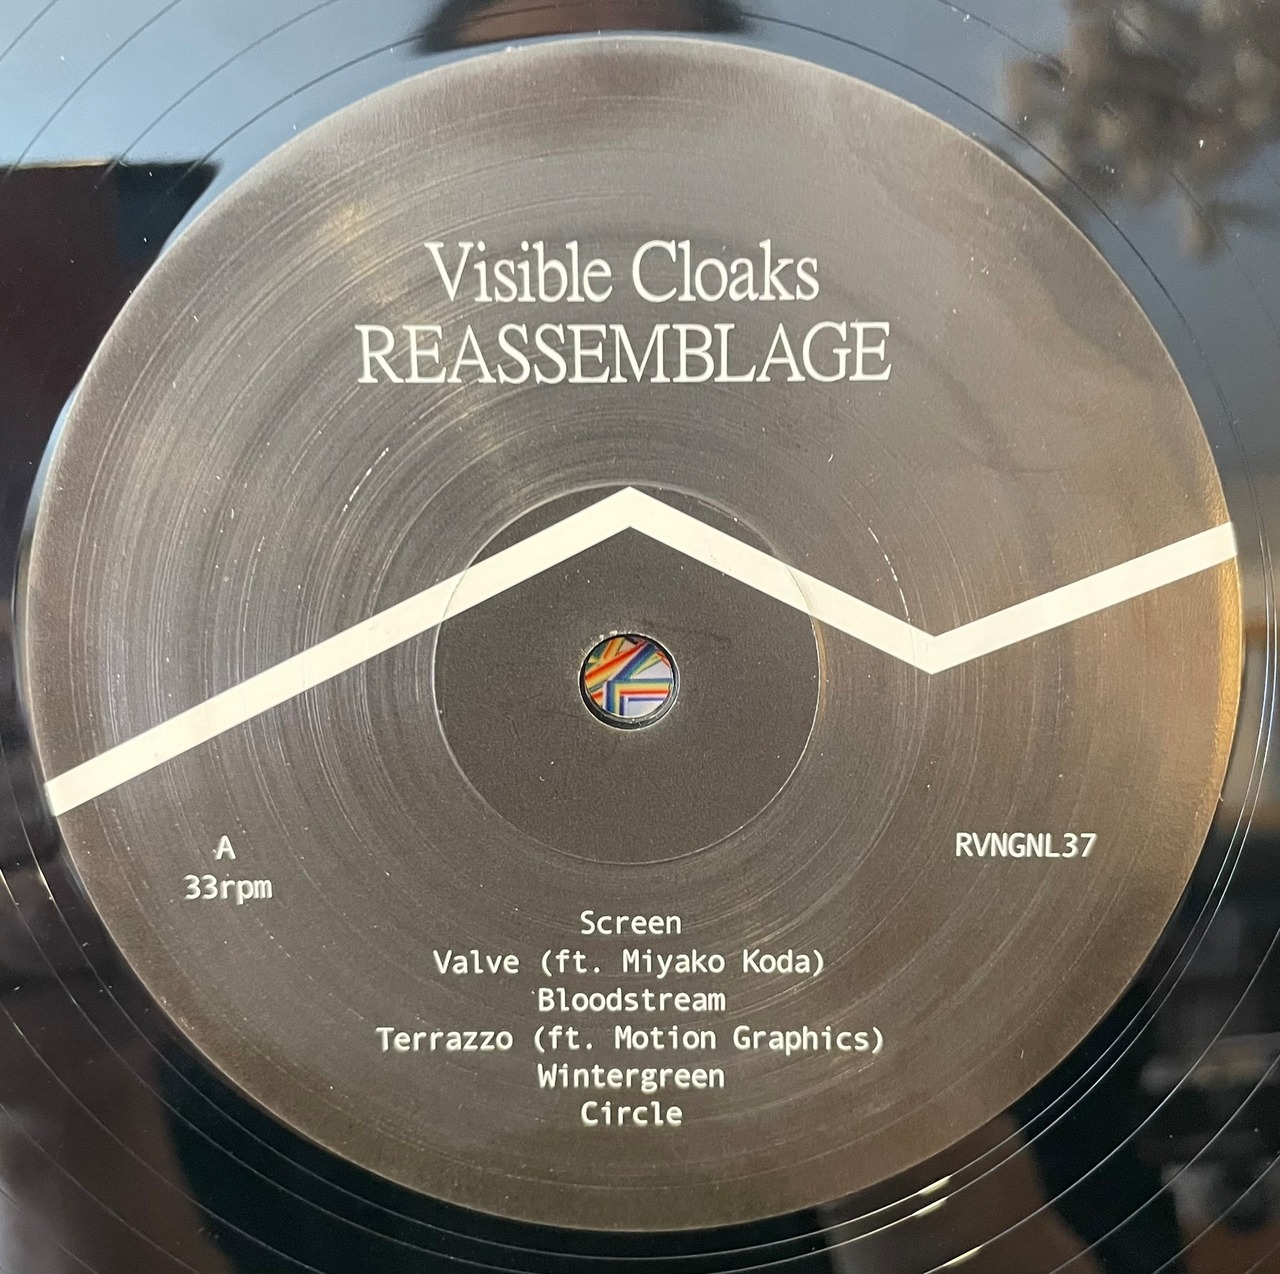 Visible Cloaks
REASSEMBLAGE
A
33rpm
RVNGNL37
Screen
Valve (ft. Miyako Koda)
Bloodstream
Terrazzo (ft. Motion Graphics)
Wintergreen
Circle